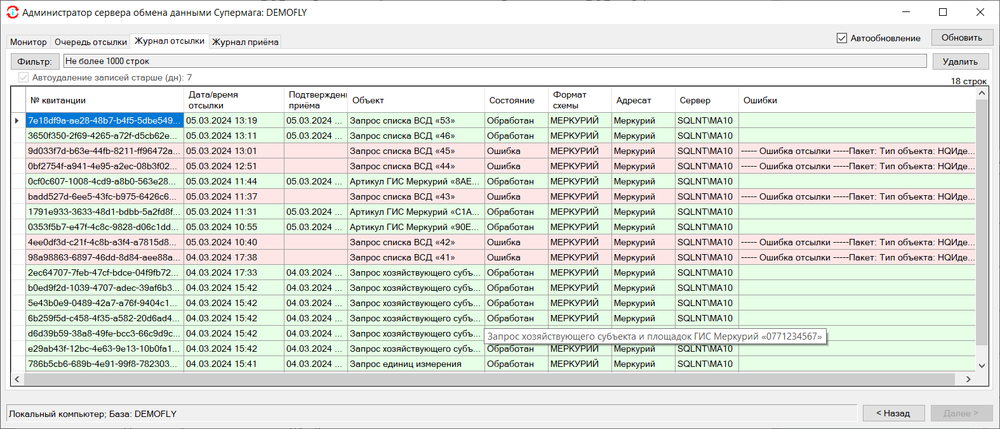 Администратор сервера обмена данными Супермага: DEMOFLY
Монитор Очередь отсылки Журнал отсылки Журнал приёма
Автообновление Обновить
Фильтр: Не более 1000 строк Удалить
Автоудаление записей старше (дн): 7
18 строк
№ квитанции Дата/время отсылки Подтвержден приёма Объект Состояние Формат схемы Адресат Сервер Ошибки
7e18df9a-ae28-48b7-b4f5-5dbe549... 05.03.2024 13:19 05.03.2024 ... Запрос списка ВСД «53» Обработан МЕРКУРИЙ Меркурий SQLNT\MA10
3650f350-2f69-4265-a72f-d5cb62e... 05.03.2024 13:11 05.03.2024 ... Запрос списка ВСД «46» Обработан МЕРКУРИЙ Меркурий SQLNT\MA10
9d033f7d-b63e-44fb-8211-ff96472a... 05.03.2024 13:01 Запрос списка ВСД «45» Ошибка МЕРКУРИЙ Меркурий SQLNT\MA10 ----- Ошибка отсылки -----Пакет: Тип объекта: HQИде...
0bf2754f-a941-4e95-a2ec-08b3f02... 05.03.2024 12:51 Запрос списка ВСД «44» Ошибка МЕРКУРИЙ Меркурий SQLNT\MA10 ----- Ошибка отсылки -----Пакет: Тип объекта: HQИде...
0cf0c607-1008-4cd9-a8b0-563e28... 05.03.2024 11:44 05.03.2024 ... Артикул ГИС Меркурий «8AE... Обработан МЕРКУРИЙ Меркурий SQLNT\MA10
badd527d-6ee5-43fc-b975-6426c6... 05.03.2024 11:37 Запрос списка ВСД «43» Ошибка МЕРКУРИЙ Меркурий SQLNT\MA10 ----- Ошибка отсылки -----Пакет: Тип объекта: HQИде...
1791e933-3633-48d1-bdbb-5a2fd8f... 05.03.2024 11:31 05.03.2024 ... Артикул ГИС Меркурий «C1A... Обработан МЕРКУРИЙ Меркурий SQLNT\MA10
0353f5b7-e47f-4c8c-9828-d06c1dd... 05.03.2024 10:55 05.03.2024 ... Артикул ГИС Меркурий «90E... Обработан МЕРКУРИЙ Меркурий SQLNT\MA10
4ee0df3d-c21f-4c8b-a3f4-a7815d8... 05.03.2024 10:40 Запрос списка ВСД «42» Ошибка МЕРКУРИЙ Меркурий SQLNT\MA10 ----- Ошибка отсылки -----Пакет: Тип объекта: HQИде...
98a98863-6897-46dd-8d84-aee88a... 04.03.2024 17:38 Запрос списка ВСД «41» Ошибка МЕРКУРИЙ Меркурий SQLNT\MA10 ----- Ошибка отсылки -----Пакет: Тип объекта: HQИде...
2ec64707-7feb-47cf-bdce-04f9fb72... 04.03.2024 17:33 04.03.2024 ... Запрос хозяйствующего субъ... Обработан МЕРКУРИЙ Меркурий SQLNT\MA10
b0ed9f2d-1039-4707-adec-39af6b3... 04.03.2024 15:42 04.03.2024 ... Запрос хозяйствующего субъ... Обработан МЕРКУРИЙ Меркурий SQLNT\MA10
5e43b0e9-0489-42a7-a76f-9404c1... 04.03.2024 15:42 04.03.2024 ... Запрос хозяйствующего субъ... Обработан МЕРКУРИЙ Меркурий SQLNT\MA10
6b259f5d-c458-4f35-a582-20d6ad4... 04.03.2024 15:42 04.03.2024 ... Запрос хозяйствующего субъ... Обработан МЕРКУРИЙ Меркурий SQLNT\MA10
d6d39b59-38a8-49fe-bcc3-66c9d9c... 04.03.2024 15:42 04.03.2024 ... Запрос хозяйствующего субъ...
Запрос хозяйствующего субъекта и площадок ГИС Меркурий «0771234567»
e29ab43f-12bc-4e63-9e13-10b0fa1... 04.03.2024 15:42 04.03.2024 ... Запрос хозяйствующего субъ... Обработан МЕРКУРИЙ Меркурий SQLNT\MA10
786b5cb6-689b-4e91-99f8-782303... 04.03.2024 15:41 04.03.2024 ... Запрос единиц измерения Обработан МЕРКУРИЙ Меркурий SQLNT\MA10
Локальный компьютер; База: DEMOFLY < Назад Далее >